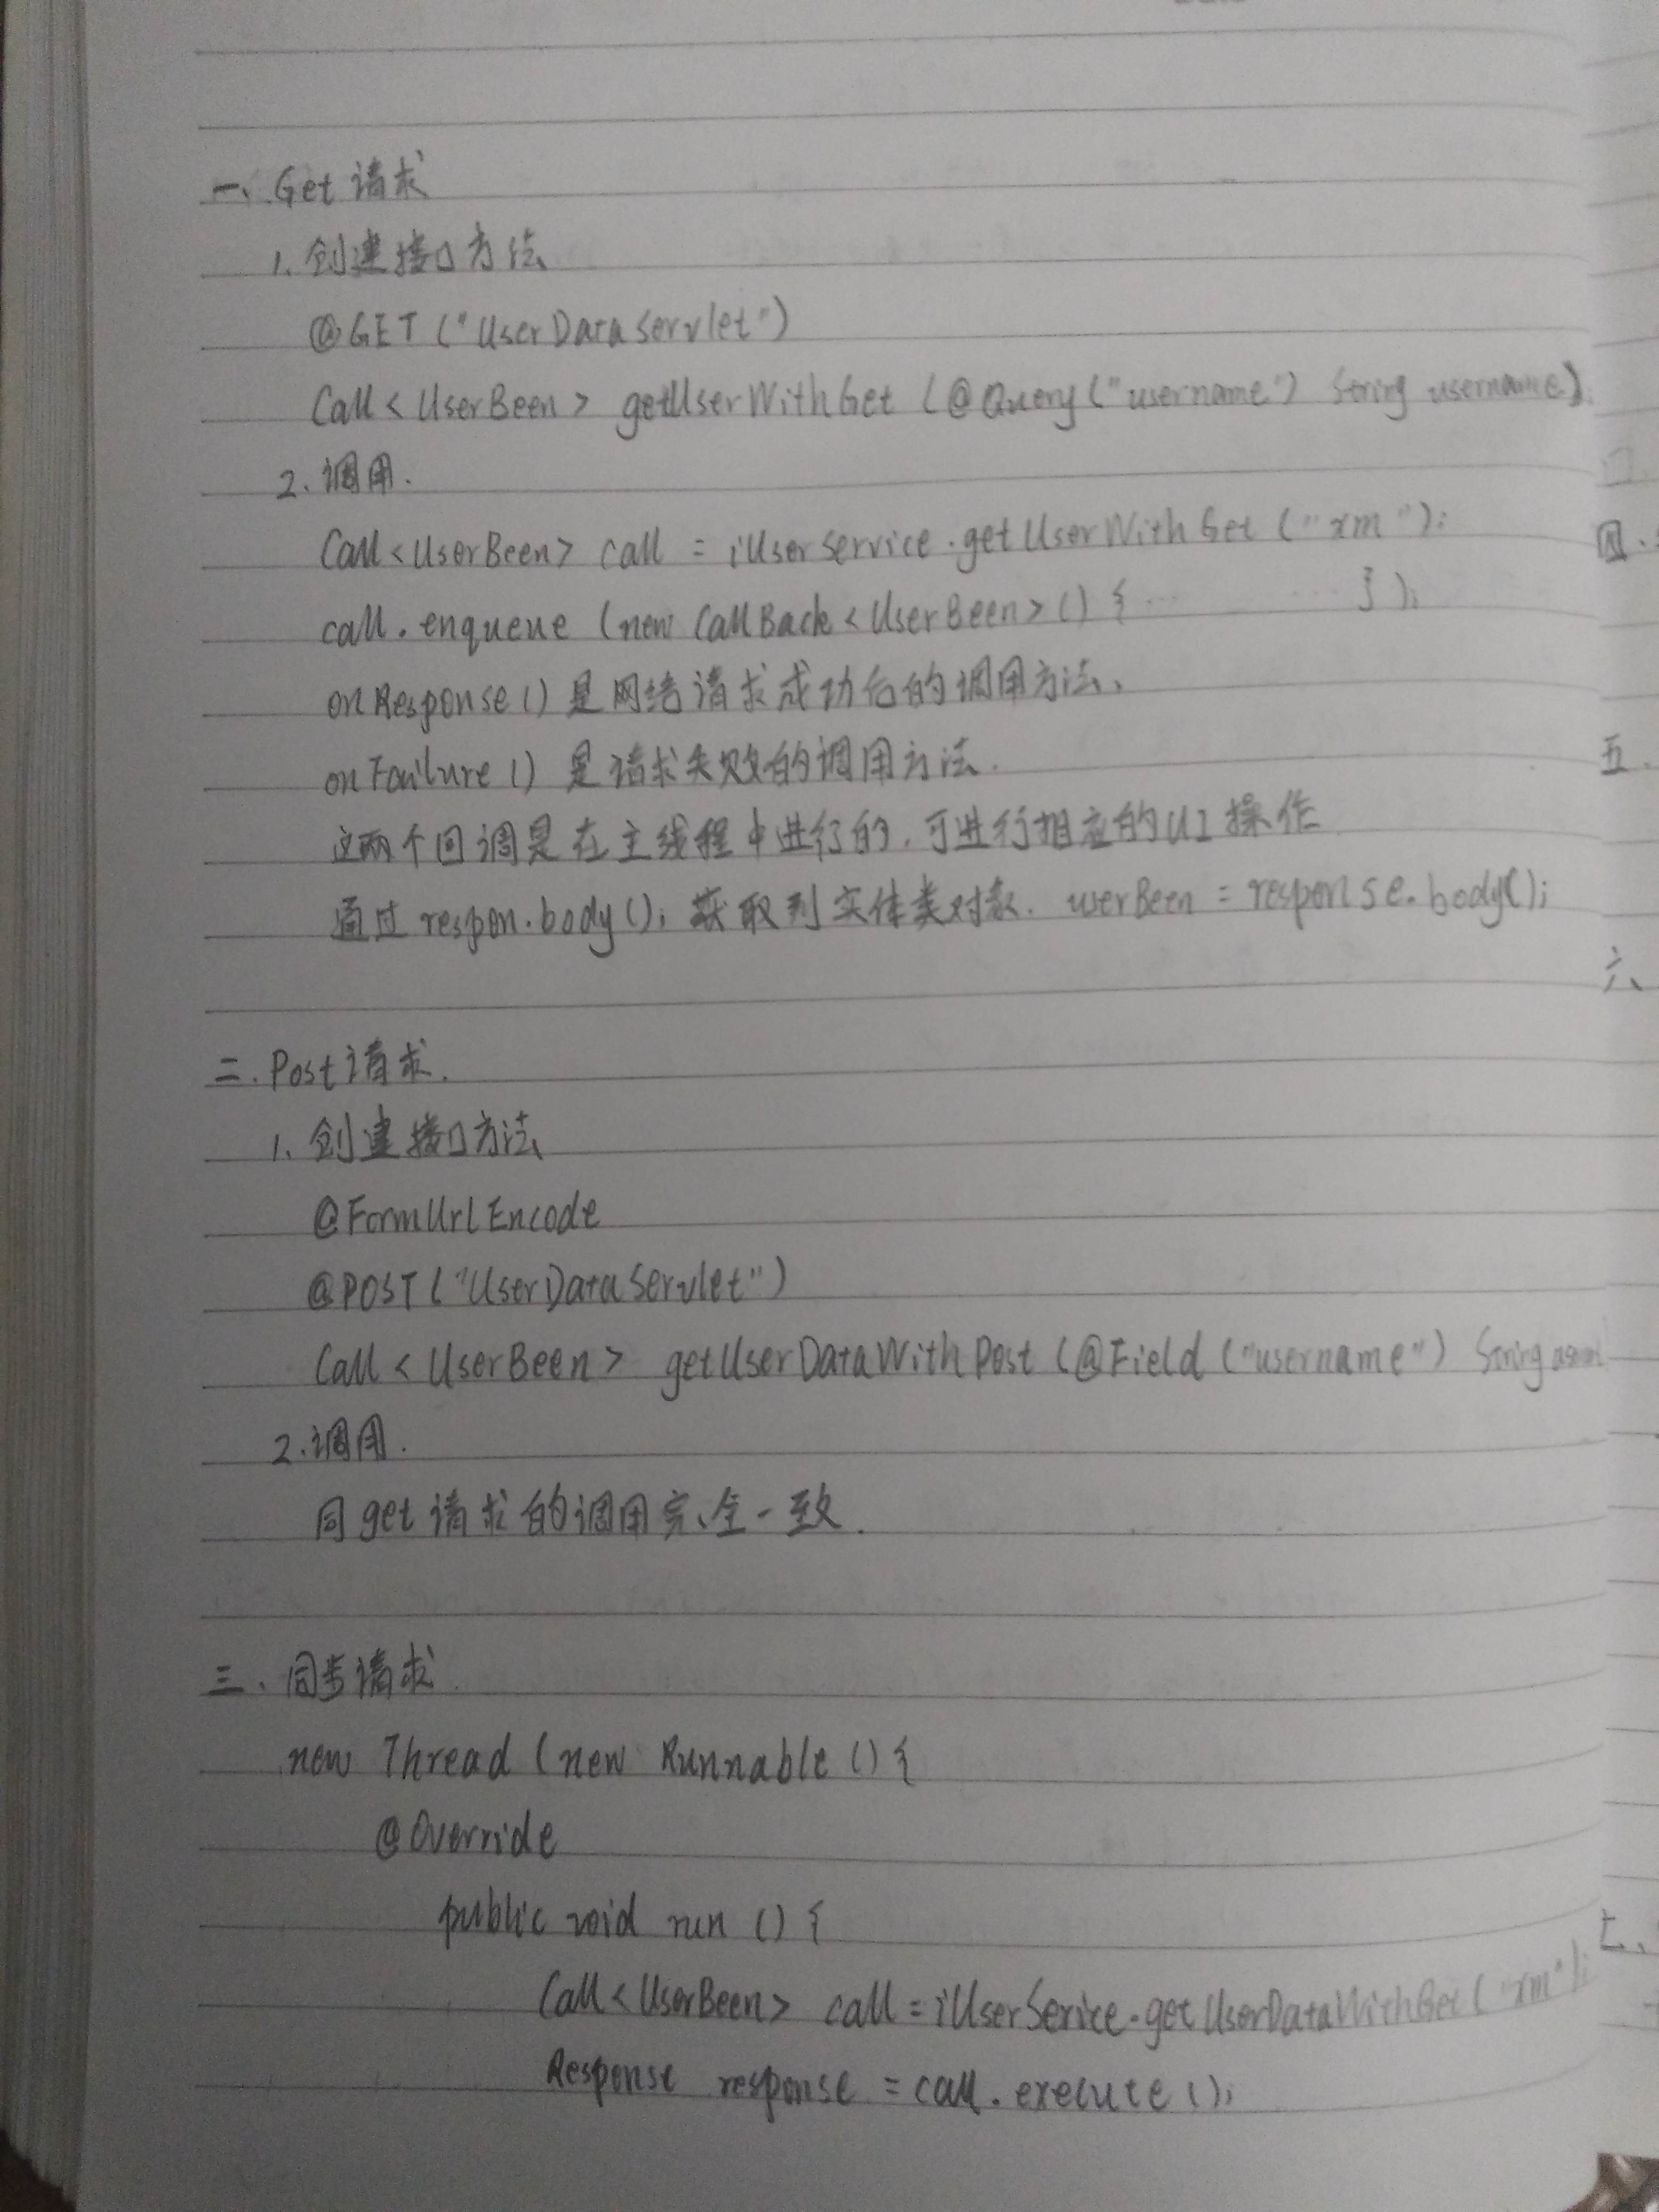 一、Get 请求
1. 创建接口方法
@GET ("UserDataServlet")
Call < UserBeen > getUserWithGet (@Query("username") String username).
2. 调用.
Call<UserBeen> call = iUserService.getUserWithGet ("xm");
call.enqueue (new CallBack <UserBeen>() { ... ... });
onResponse () 是网络请求成功后的调用方法、
onFailure () 是请求失败的调用方法.
这两个回调是在主线程中进行的.可进行相应的UI操作
通过 respon.body(); 获取到实体类对象. userBeen = response.body();
二. Post请求.
1. 创建接口方法
@FormUrlEncode
@POST ("UserDataServlet")
Call < UserBeen > getUserDataWithPost (@Field ("username") String
2.调用.
同get请求的调用完全一致.
三. 同步请求.
new Thread (new Runnable () {
@Override
public void run () {
Call<UserBeen> call = iUserSerice.getUserDataWithGet ("xm");
Response response = call.execute ();
四.
五.
六、
七、